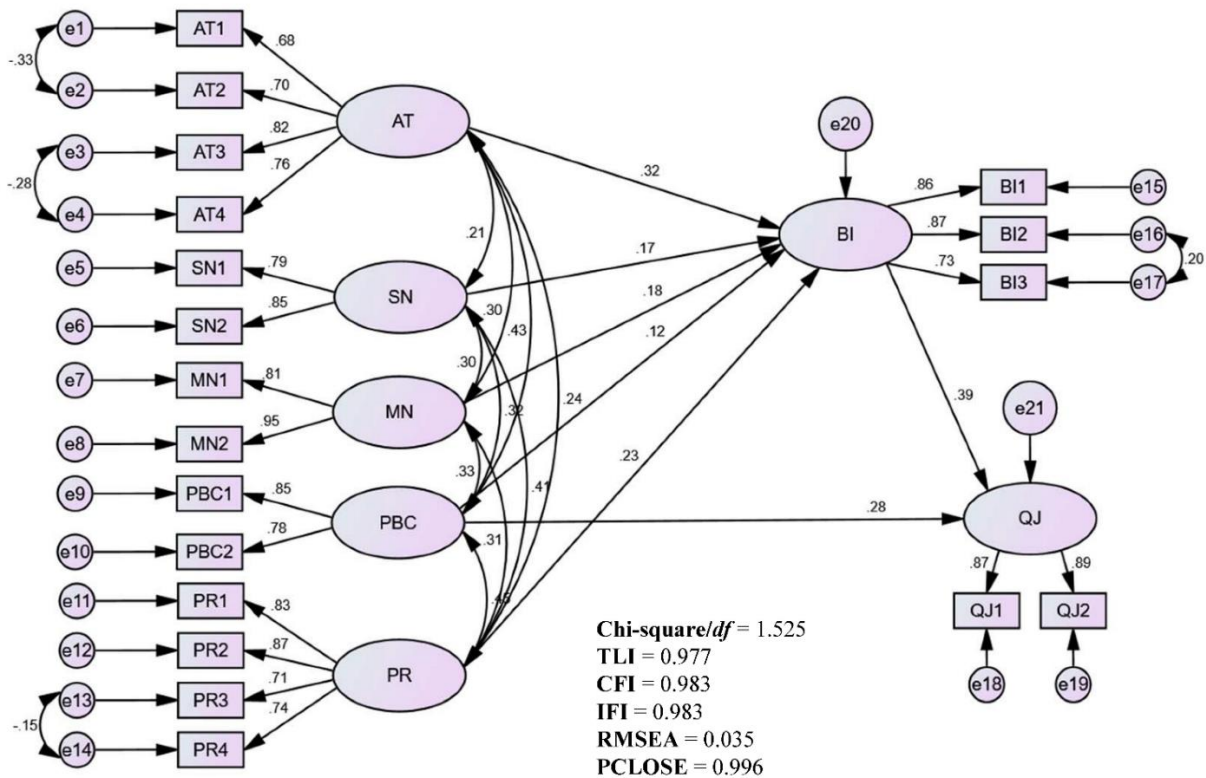 e1
AT1
.68
-.33
e2
AT2
.70
AT
e3
AT3
.82
-.28
.76
e4
AT4
.32
e20
.86
BI1
e15
BI
.87
BI2
e16
.20
.73
BI3
e17
.21
e5
SN1
.79
SN
.17
e6
SN2
.85
.30
.43
.18
.12
e7
MN1
.81
.30
MN
.32
.24
e8
MN2
.95
.39
e21
.33
.23
e9
PBC1
.85
PBC
.41
.28
QJ
e10
PBC2
.78
.31
.87
.89
e11
PR1
.83
.45
QJ1
QJ2
e12
PR2
.87
PR
e18
e19
e13
PR3
.71
-.15
.74
e14
PR4
Chi-square/df = 1.525
TLI = 0.977
CFI = 0.983
IFI = 0.983
RMSEA = 0.035
PCLOSE = 0.996